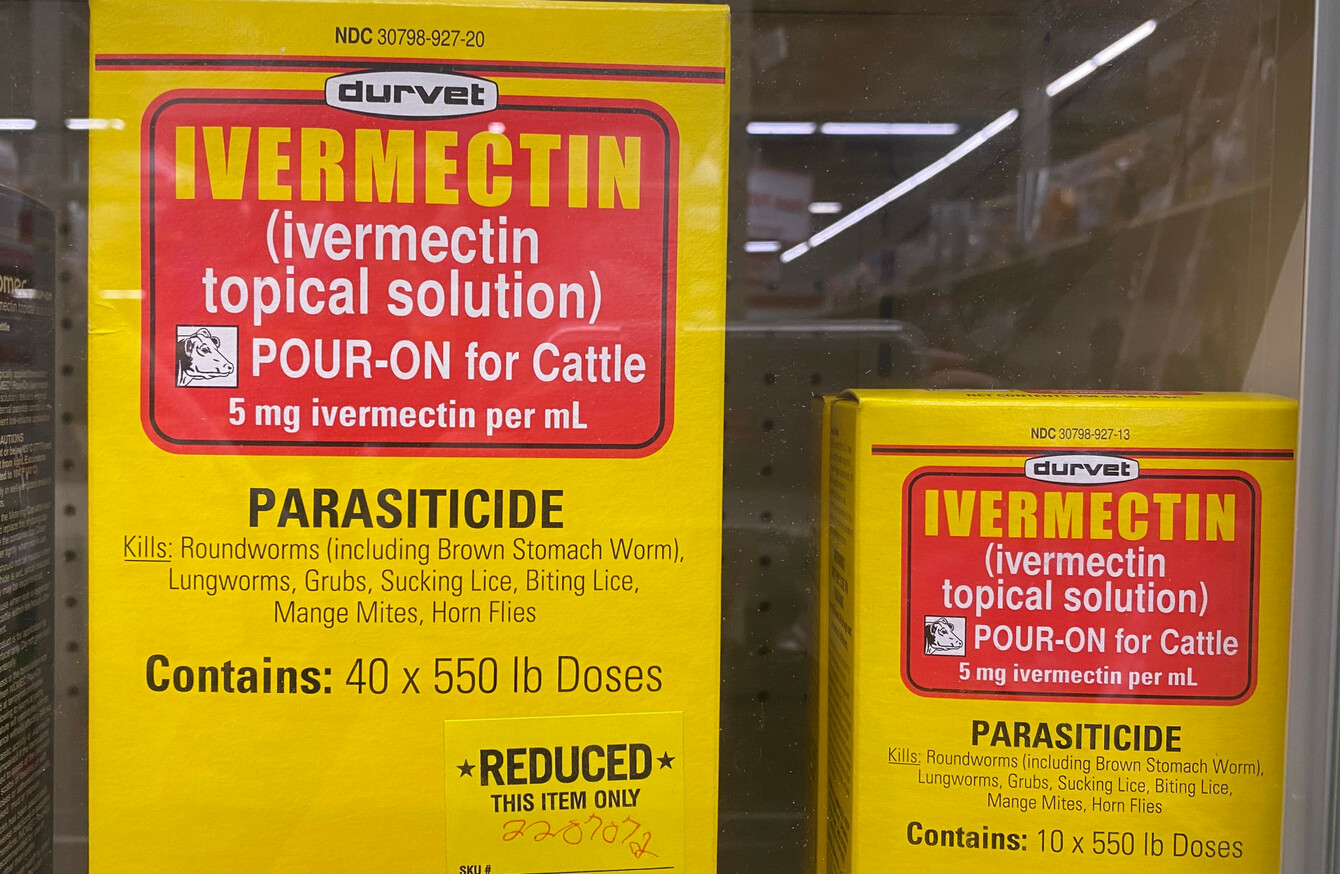 NDC 30798-927-20
durvet
IVERMECTIN
(ivermectin
topical solution)
POUR-ON for Cattle
5 mg ivermectin per mL
PARASITICIDE
Kills: Roundworms (including Brown Stomach Worm),
Lungworms, Grubs, Sucking Lice, Biting Lice,
Mange Mites, Horn Flies
Contains: 40 x 550 lb Doses
★REDUCED★
THIS ITEM ONLY
2207072
SKU #
NDC 30798-927-13
durvet
IVERMECTIN
(ivermectin
topical solution)
POUR-ON for Cattle
5 mg ivermectin per mL
PARASITICIDE
Kills: Roundworms (including Brown Stomach Worm),
Lungworms, Grubs, Sucking Lice, Biting Lice,
Mange Mites, Horn Flies
Contains: 10 x 550 lb Doses